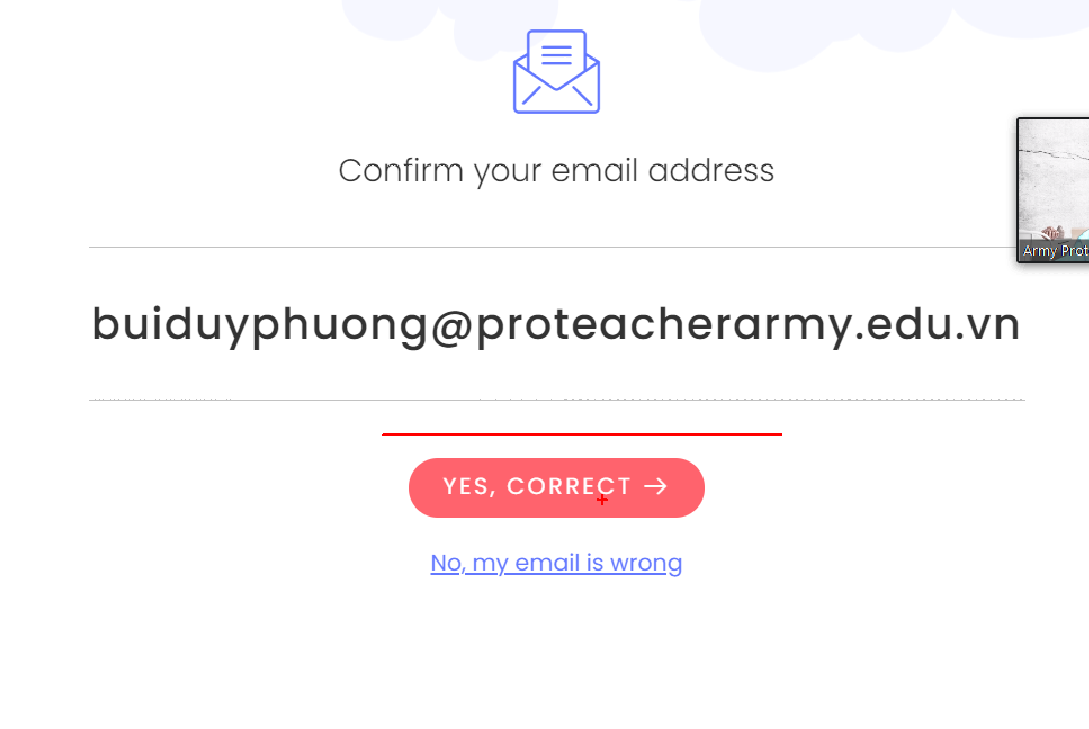 Confirm your email address
Army Prot
buiduyphuong@proteacherarmy.edu.vn
YES, CORRECT →
No, my email is wrong